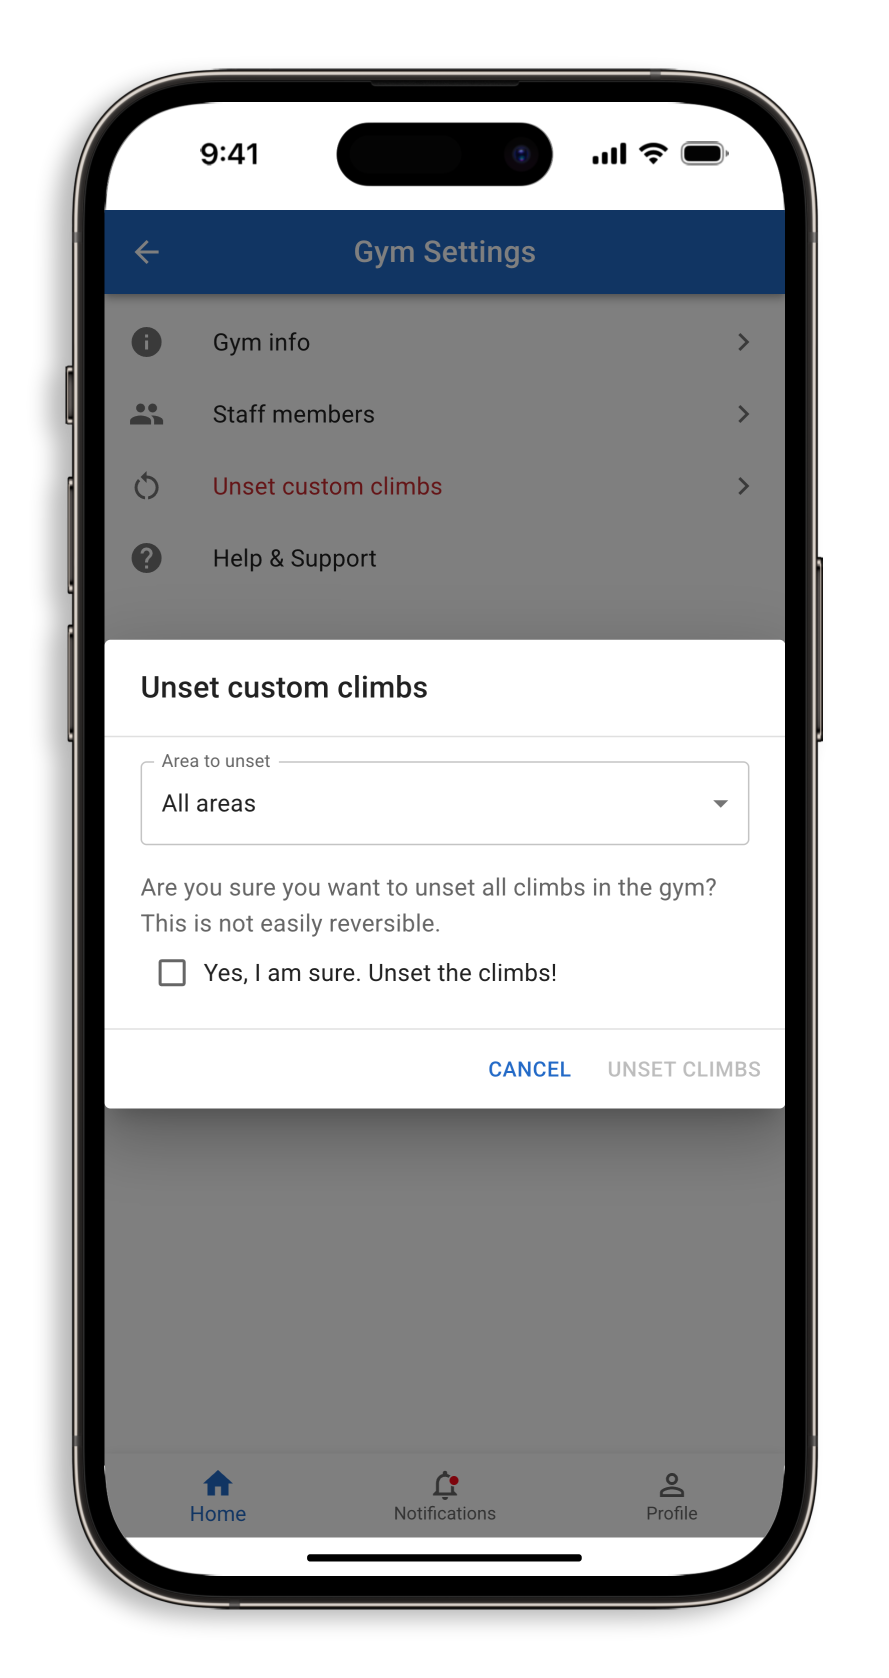 9:41
Gym Settings
Gym info
Staff members
Unset custom climbs
Help & Support
Unset custom climbs
Area to unset
All areas
Are you sure you want to unset all climbs in the gym?
This is not easily reversible.
Yes, I am sure. Unset the climbs!
CANCEL UNSET CLIMBS
Home Notifications Profile